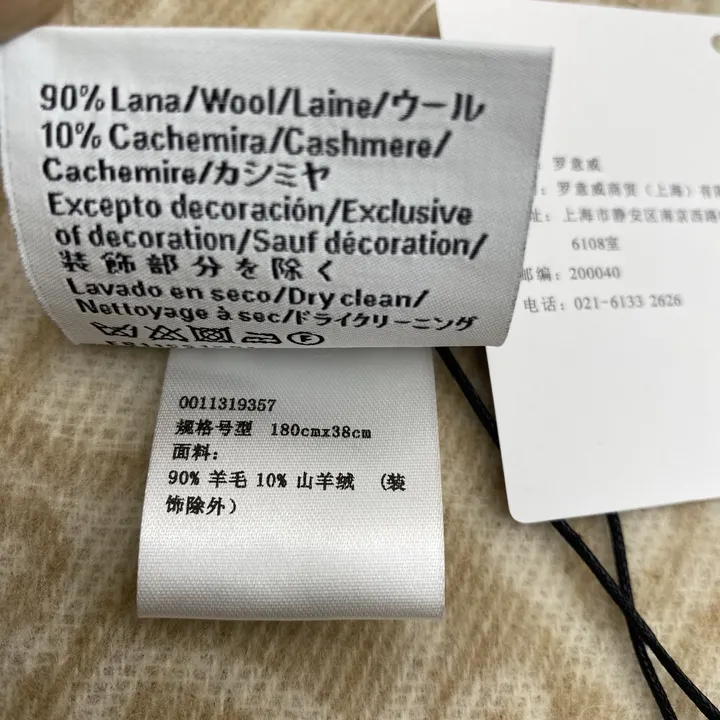 90% Lana/Wool/Laine/ウール
10% Cachemira/Cashmere/
Cachemire/カシミヤ
Excepto decoración/Exclusive
of decoration/Sauf décoration/
装飾部分を除く
Lavado en seco/Dry clean/
Nettoyage à sec/ドライクリーニング
F
罗意威
罗意威商贸（上海）有限
址：上海市静安区南京西路
6108室
邮编：200040
电话：021-6133 2626
0011319357
规格号型 180cmx38cm
面料：
90% 羊毛 10% 山羊绒 (装
饰除外）